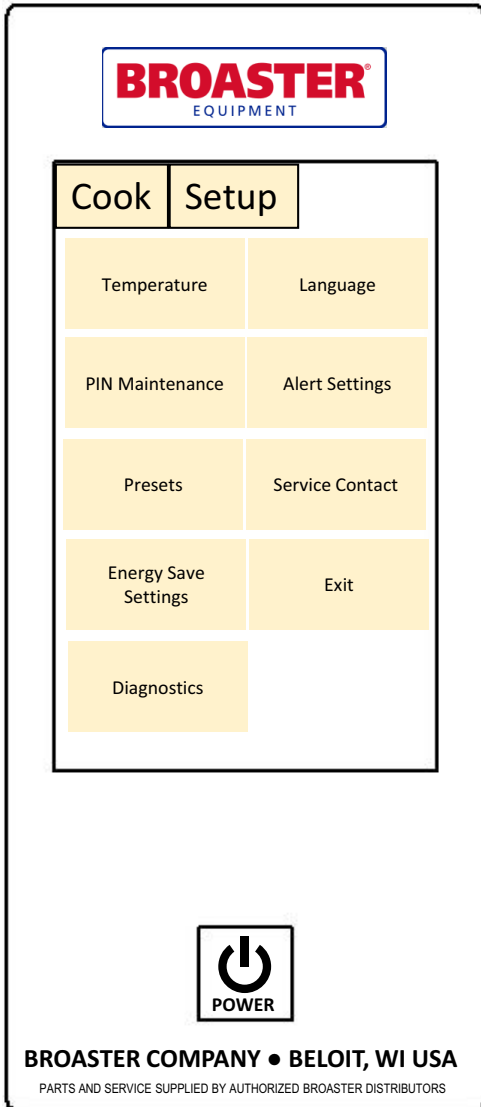 BROASTER®
EQUIPMENT
Cook Setup
Temperature Language
PIN Maintenance Alert Settings
Presets Service Contact
Energy Save
Settings
Exit
Diagnostics
POWER
BROASTER COMPANY ● BELOIT, WI USA
PARTS AND SERVICE SUPPLIED BY AUTHORIZED BROASTER DISTRIBUTORS